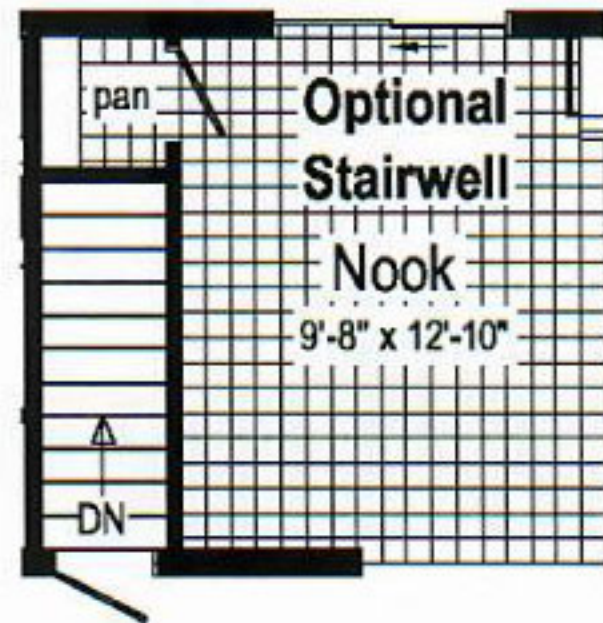 pan
Optional
Stairwell
Nook
9'-8" x 12'-10"
DN